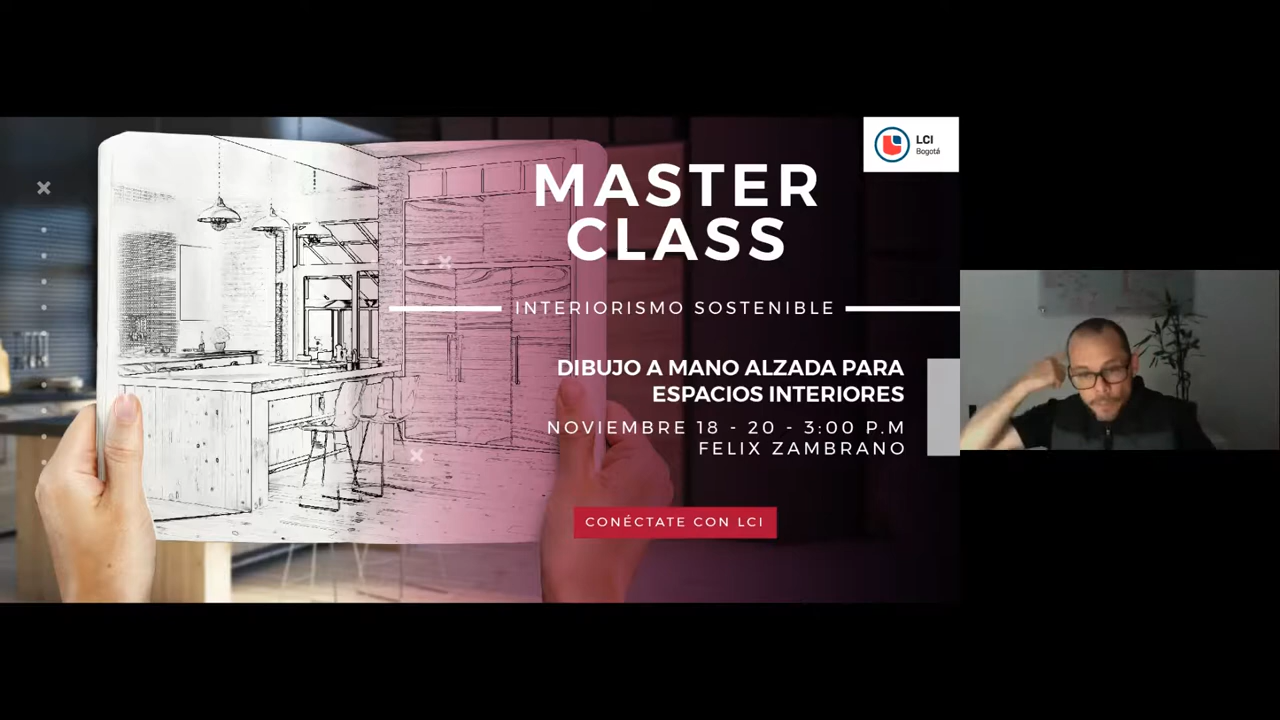 LCI
Bogotá
MASTER
CLASS
INTERIORISMO SOSTENIBLE
DIBUJO A MANO ALZADA PARA
ESPACIOS INTERIORES
NOVIEMBRE 18 - 20 - 3:00 P.M
FELIX ZAMBRANO
CONÉCTATE CON LCI